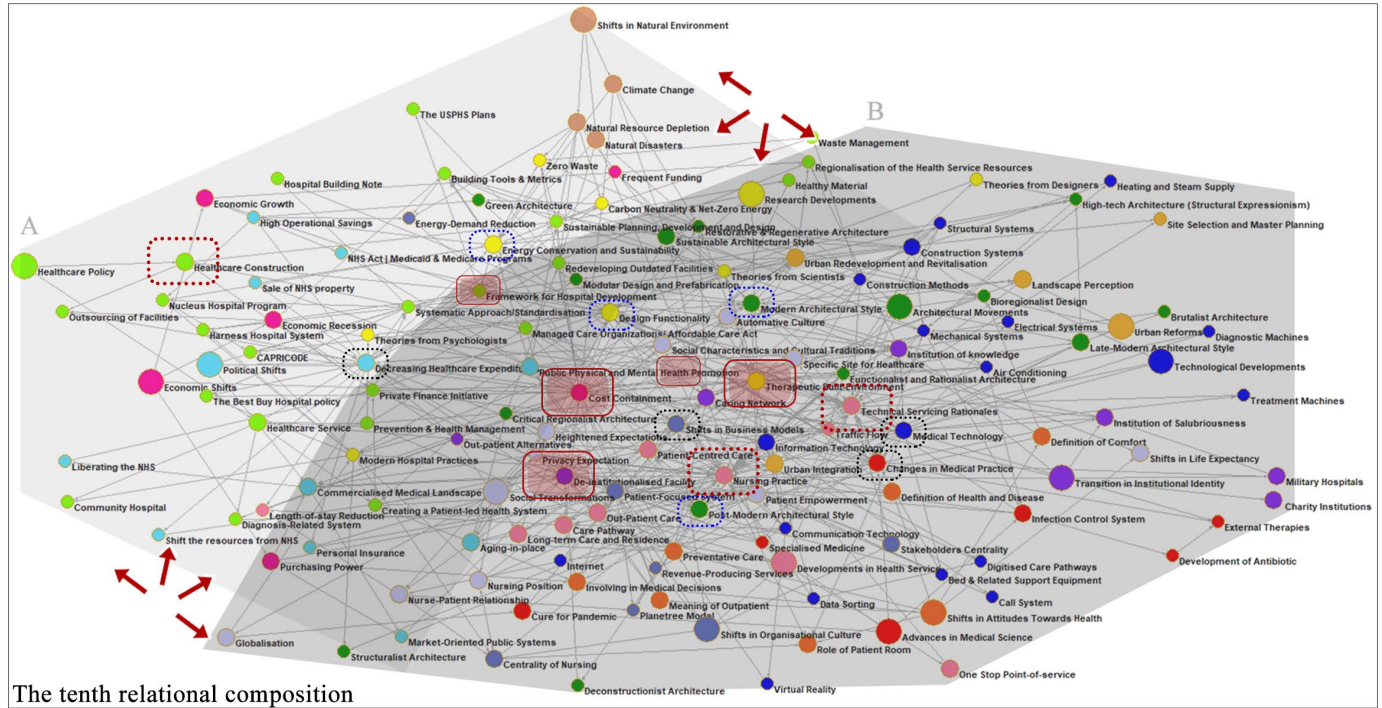 Shifts in Natural Environment
Climate Change
The USPHS Plans
Natural Resource Depletion
B
Waste Management
Natural Disasters
Zero Waste
Regionalisation of the Health Service Resources
Building Tools & Metrics
Frequent Funding
Healthy Material
Theories from Designers
Heating and Steam Supply
Hospital Building Note
Economic Growth
Green Architecture
Research Developments
High-tech Architecture (Structural Expressionism)
Carbon Neutrality & Net-Zero Energy
High Operational Savings
Energy-Demand Reduction
Sustainable Planning, Development and Design
Restorative & Regenerative Architecture
Structural Systems
Site Selection and Master Planning
A
Sustainable Architectural Style
Energy Conservation and Sustainability
Construction Systems
NHS Act | Medicaid & Medicare Programs
Urban Redevelopment and Revitalisation
Healthcare Policy
Healthcare Construction
Redeveloping Outdated Facilities
Theories from Scientists
Sale of NHS property
Modular Design and Prefabrication
Construction Methods
Landscape Perception
Framework for Hospital Development
Bioregionalist Design
Nucleus Hospital Program
Systematic Approach/Standardisation
Modern Architectural Style
Architectural Movements
Outsourcing of Facilities
Design Functionality
Automative Culture
Electrical Systems
Brutalist Architecture
Economic Recession
Managed Care Organizations/ Affordable Care Act
Mechanical Systems
Urban Reforms
Diagnostic Machines
Harness Hospital System
Theories from Psychologists
Social Characteristics and Cultural Traditions
Institution of knowledge
Late-Modern Architectural Style
CAPRICODE
Political Shifts
Decreasing Healthcare Expenditure
Public Physical and Mental Health Promotion
Specific Site for Healthcare
Air Conditioning
Technological Developments
Economic Shifts
Functionalist and Rationalist Architecture
Therapeutic Built Environment
The Best Buy Hospital policy
Private Finance Initiative
Cost Containment
Caring Network
Technical Servicing Rationales
Treatment Machines
Healthcare Service
Prevention & Health Management
Critical Regionalist Architecture
Shifts in Business Models
Traffic Flow
Medical Technology
Institution of Salubriousness
Out-patient Alternatives
Heightened Expectations
Information Technology
Definition of Comfort
Modern Hospital Practices
Privacy Expectation
Patient Centred Care
Urban Integration
Changes in Medical Practice
Shifts in Life Expectancy
Liberating the NHS
De-institutionalised Facility
Nursing Practice
Transition in Institutional Identity
Military Hospitals
Commercialised Medical Landscape
Social Transformations
Patient-Focused System
Patient Empowerment
Definition of Health and Disease
Community Hospital
Length-of-stay Reduction
Creating a Patient-led Health System
Out-Patient Care
Post-Modern Architectural Style
Infection Control System
Charity Institutions
Diagnosis-Related System
Care Pathway
Communication Technology
External Therapies
Shift the resources from NHS
Long-term Care and Residence
Specialised Medicine
Stakeholders Centrality
Personal Insurance
Aging-in-place
Preventative Care
Development of Antibiotic
Purchasing Power
Internet
Revenue-Producing Services
Developments in Health Service
Digitised Care Pathways
Nursing Position
Involving in Medical Decisions
Bed & Related Support Equipment
Nurse-Patient Relationship
Meaning of Outpatient
Data Sorting
Call System
Cure for Pandemic
Planetree Model
Shifts in Attitudes Towards Health
Globalisation
Market-Oriented Public Systems
Shifts in Organisational Culture
Advances in Medical Science
Structuralist Architecture
Centrality of Nursing
Role of Patient Room
One Stop Point-of-service
Deconstructionist Architecture
Virtual Reality
The tenth relational composition